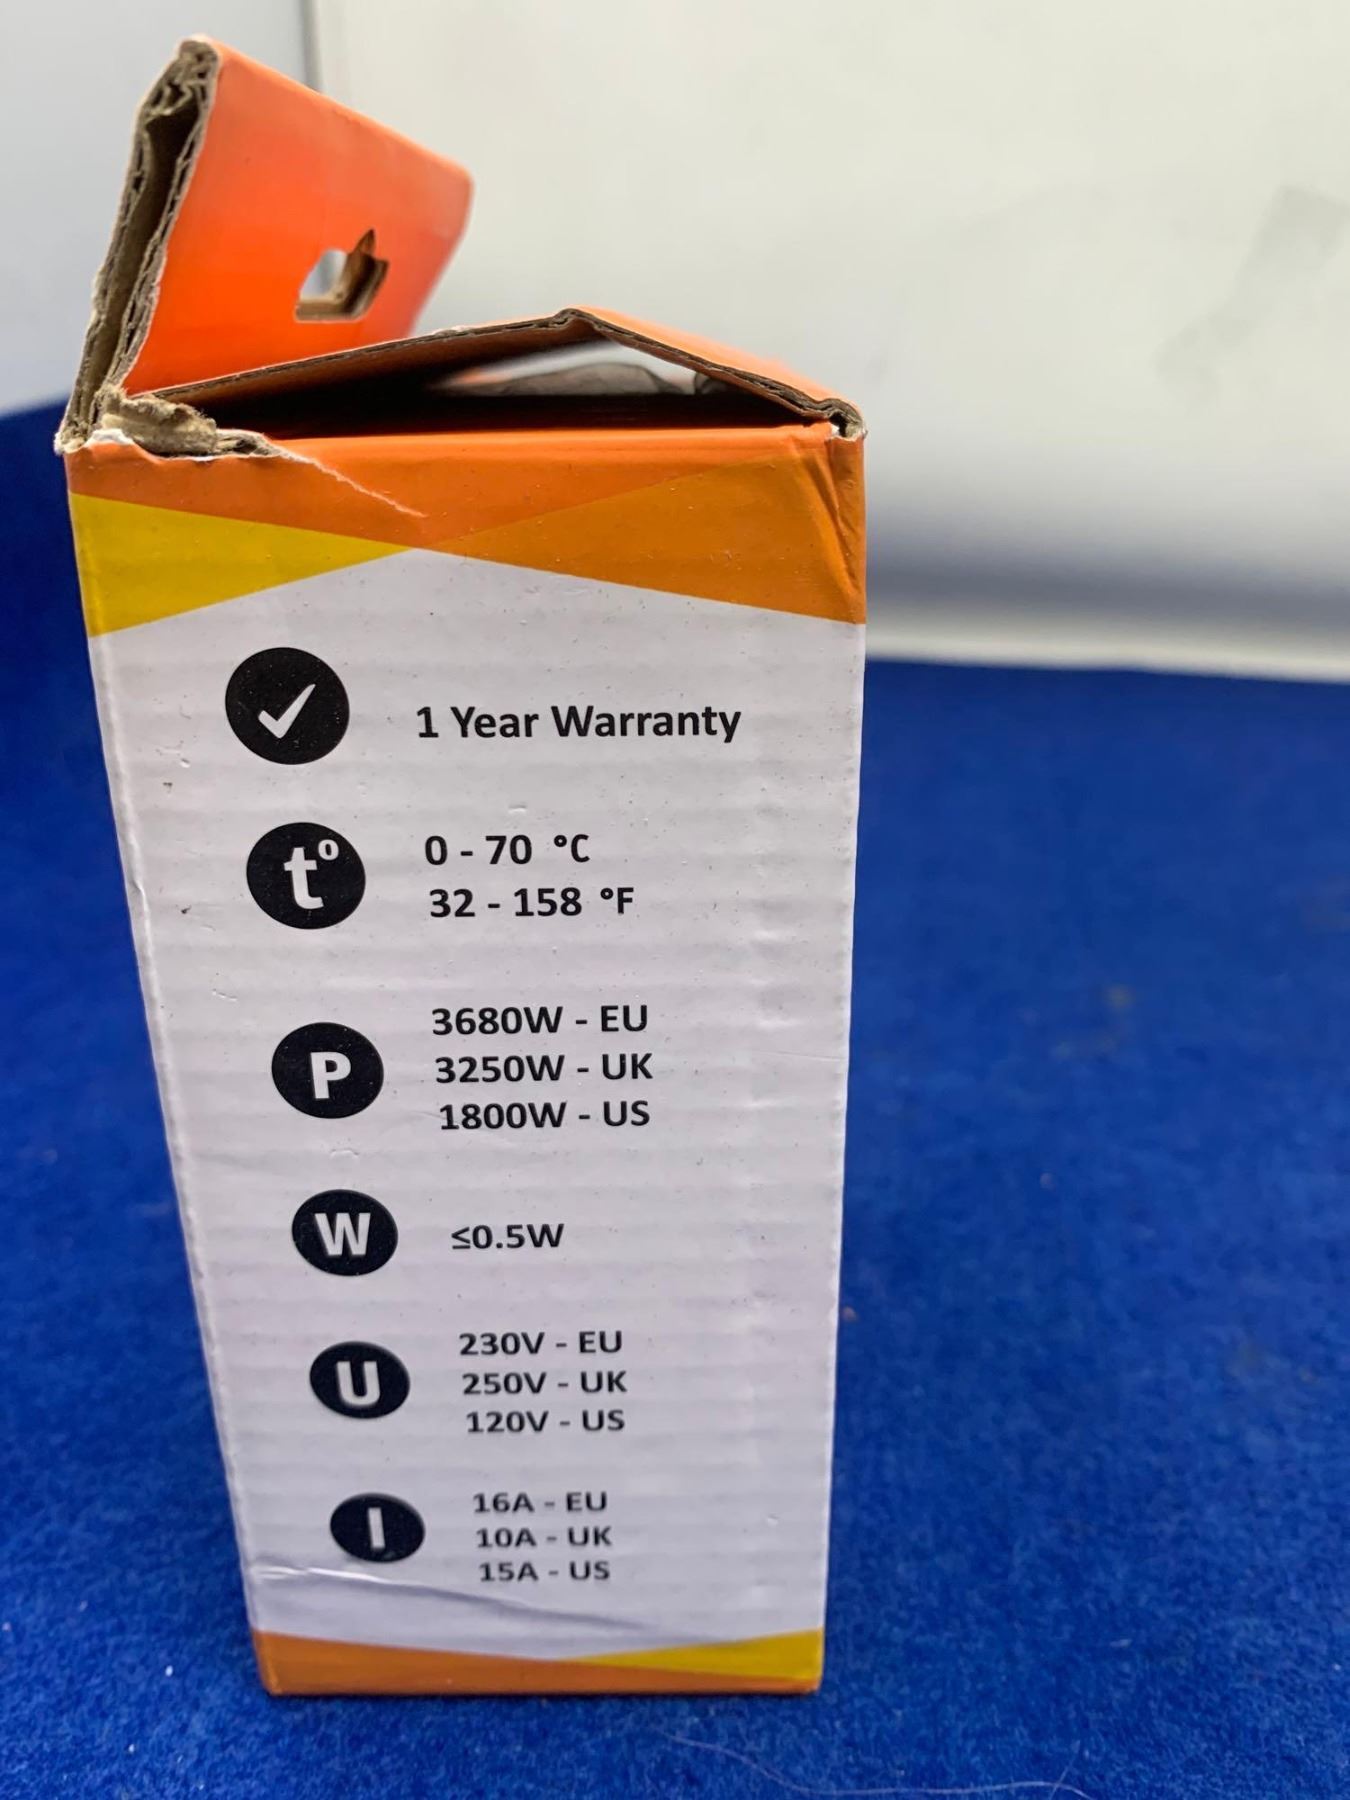 1 Year Warranty
t°
0 - 70 °C
32 - 158 °F
P
3680W - EU
3250W - UK
1800W - US
W
≤0.5W
U
230V - EU
250V - UK
120V - US
I
16A - EU
10A - UK
15A - US